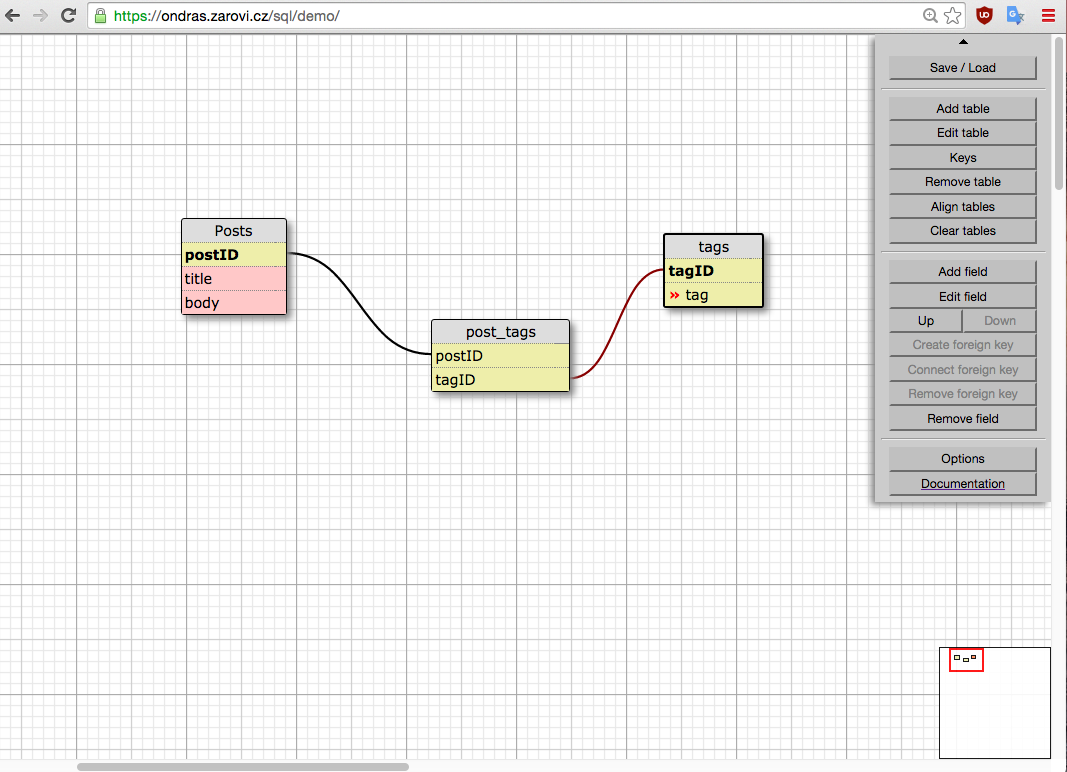 https://ondras.zarovi.cz/sql/demo/
UD
G
Save / Load
Add table
Edit table
Keys
Remove table
Align tables
Clear tables
Add field
Edit field
Up Down
Create foreign key
Connect foreign key
Remove foreign key
Remove field
Options
Documentation
Posts
postID
title
body
post_tags
postID
tagID
tags
tagID
» tag